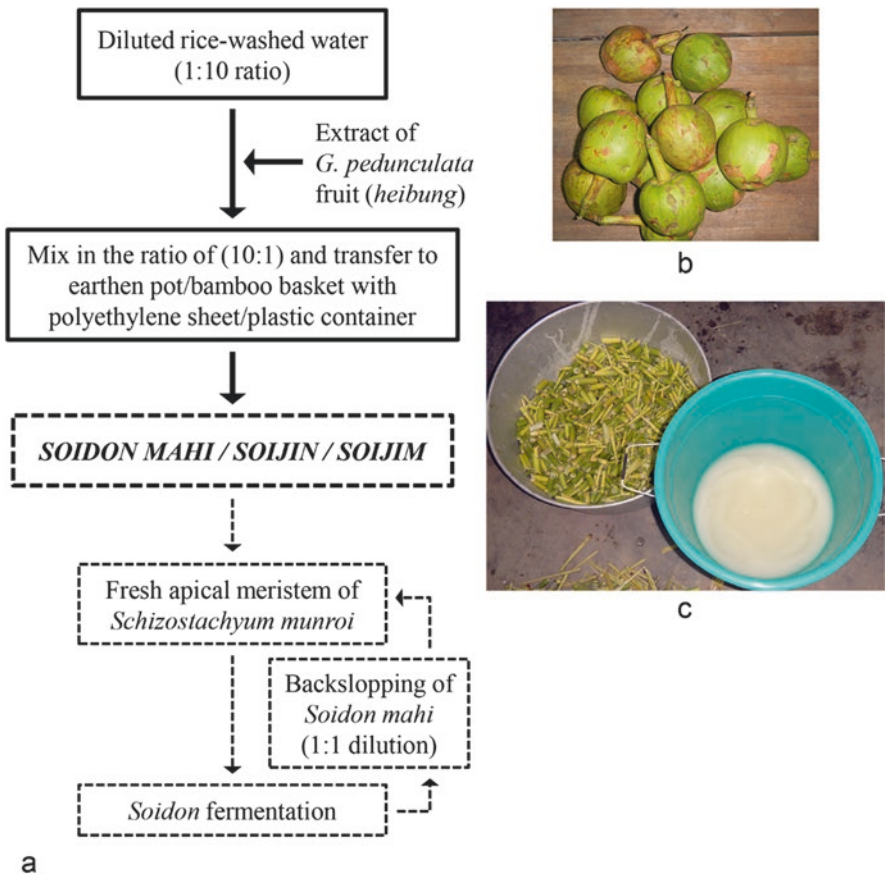 Diluted rice-washed water
(1:10 ratio)
Extract of
G. pedunculata
fruit (heibung)
Mix in the ratio of (10:1) and transfer to
earthen pot/bamboo basket with
polyethylene sheet/plastic container
SOIDON MAHI / SOIJIN / SOIJIM
Fresh apical meristem of
Schizostachyum munroi
Backslopping of
Soidon mahi
(1:1 dilution)
Soidon fermentation
a
b
c